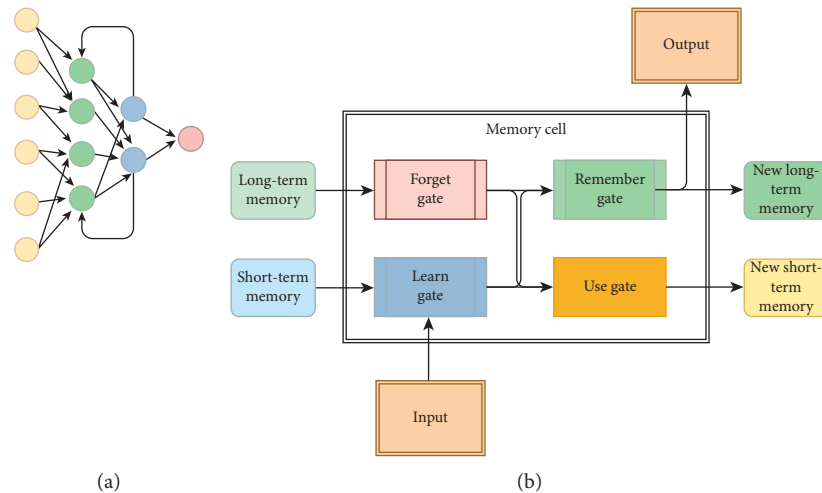 Output
Memory cell
Long-term
memory
Forget
gate
Remember
gate
New long-
term
memory
Short-term
memory
Learn
gate
Use gate
New short-
term
memory
Input
(a)
(b)